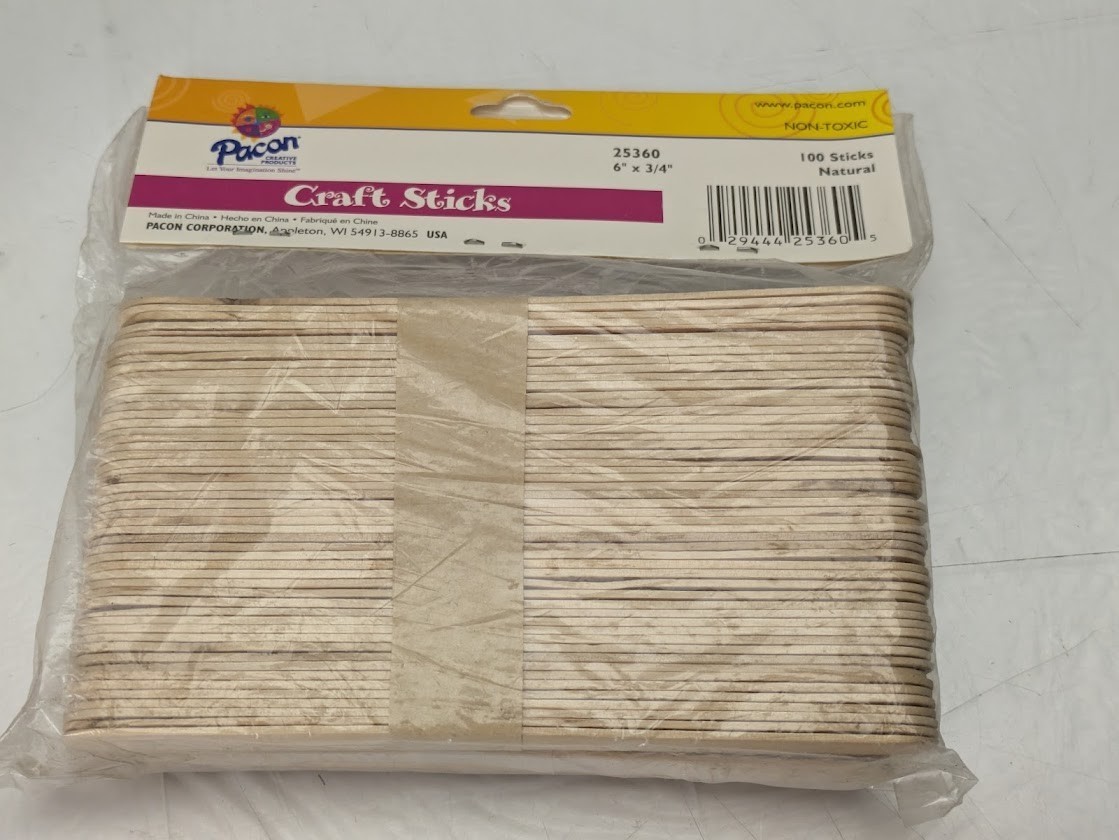 www.pacon.com
NON-TOXIC
Pacon
CREATIVE
PRODUCTS
Let Your Imagination Shine™
25360
6" x 3/4"
100 Sticks
Natural
Craft Sticks
Made in China • Hecho en China • Fabriqué en Chine
PACON CORPORATION, Appleton, WI 54913-8865 USA
0 29444 25360 5